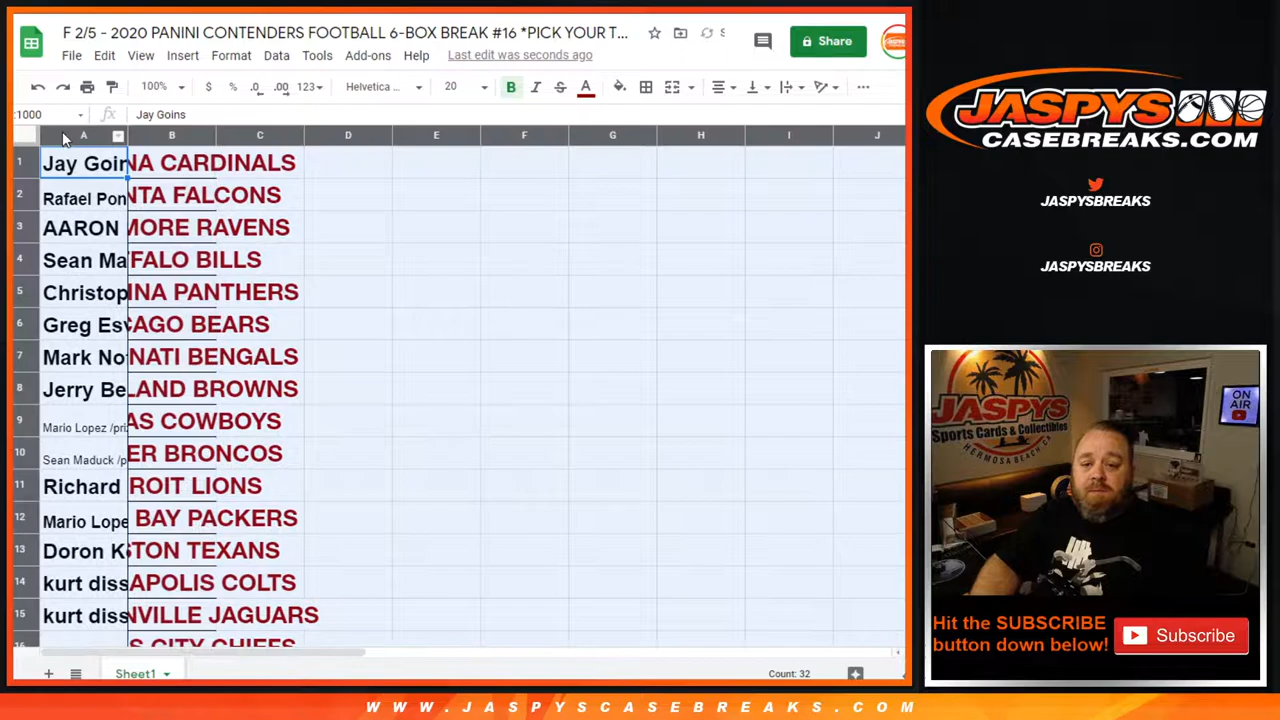 F 2/5 - 2020 PANINI CONTENDERS FOOTBALL 6-BOX BREAK #16 *PICK YOUR T...
Share
File Edit View Insert Format Data Tools Add-ons Help Last edit was seconds ago
100% $ % .0 .00 123 Helvetica ... 20 B I S A
:1000 fx Jay Goins
A B C D E F G H I J
1 Jay Goin NA CARDINALS
2 Rafael Pon NTA FALCONS
3 AARON MORE RAVENS
4 Sean Ma FALO BILLS
5 Christop INA PANTHERS
6 Greg Es CAGO BEARS
7 Mark No NATI BENGALS
8 Jerry Be LAND BROWNS
9 Mario Lopez /pri AS COWBOYS
10 Sean Maduck /p ER BRONCOS
11 Richard ROIT LIONS
12 Mario Lope BAY PACKERS
13 Doron K STON TEXANS
14 kurt diss APOLIS COLTS
15 kurt diss NVILLE JAGUARS
16 S CITY CHIEFS
Sheet1
Count: 32
JASPYS
CASEBREAKS.COM
JASPYSBREAKS
JASPYSBREAKS
JASPYS
Sports Cards & Collectibles
HERMOSA BEACH, CA
ON AIR
Hit the SUBSCRIBE
button down below!
Subscribe
WWW.JASPYSCASEBREAKS.COM